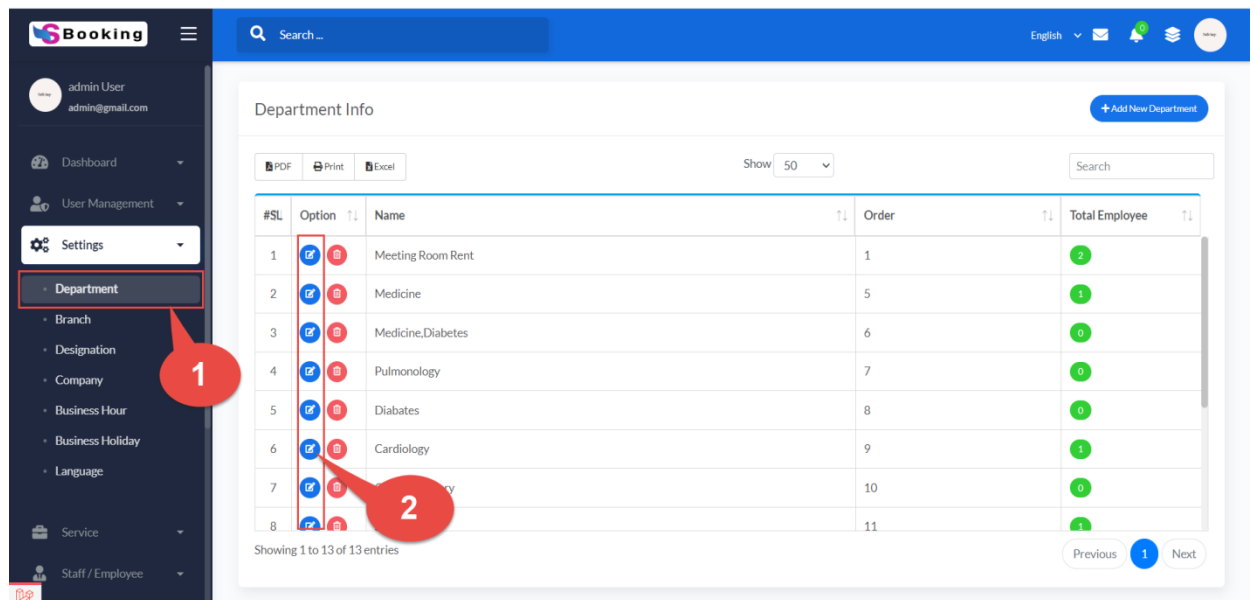 SBooking
Search ...
English
0
admin User
admin@gmail.com
Dashboard
User Management
Settings
Department
Branch
Designation
Company
Business Hour
Business Holiday
Language
Service
Staff / Employee
1
Department Info
+ Add New Department
PDF Print Excel
Show 50
Search
#SL Option Name Order Total Employee
1 Meeting Room Rent 1 2
2 Medicine 5 1
3 Medicine,Diabetes 6 0
4 Pulmonology 7 0
5 Diabates 8 0
6 Cardiology 9 1
7 10 0
8 11 1
2
Showing 1 to 13 of 13 entries
Previous 1 Next